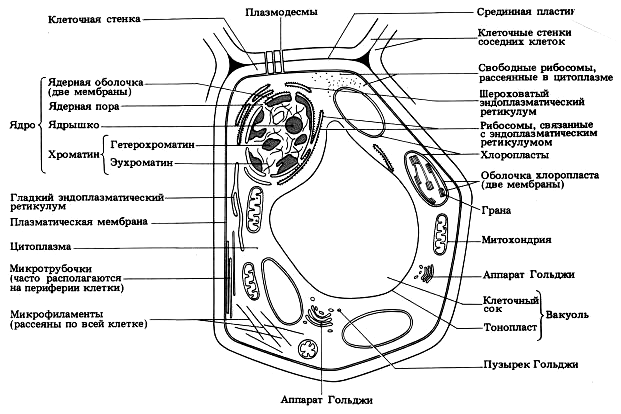 Плазмодесмы
Клеточная стенка
Срединная
Клеточные стенки
соседних клеток
Свободные рибосомы,
рассеянные в цитоплазме
Ядерная оболочка
(две мембраны)
Шероховатый
эндоплазматический
ретикулум
Ядерная пора
Ядро
Ядрышко
Рибосомы, связанные
с эндоплазматическим
ретикулумом
Гетерохроматин
Хроматин
Эухроматин
Хлоропласты
Оболочка хлоропласта
(две мембраны)
Гладкий эндоплазматический
ретикулум
Грана
Плазматическая мембрана
Митохондрия
Цитоплазма
Микротрубочки
(часто располагаются
на периферии клетки)
Аппарат Гольджи
Клеточный
сок
Вакуоль
Тонопласт
Микрофиламенты
(рассеяны по всей клетке)
Пузырек Гольджи
Аппарат Гольджи